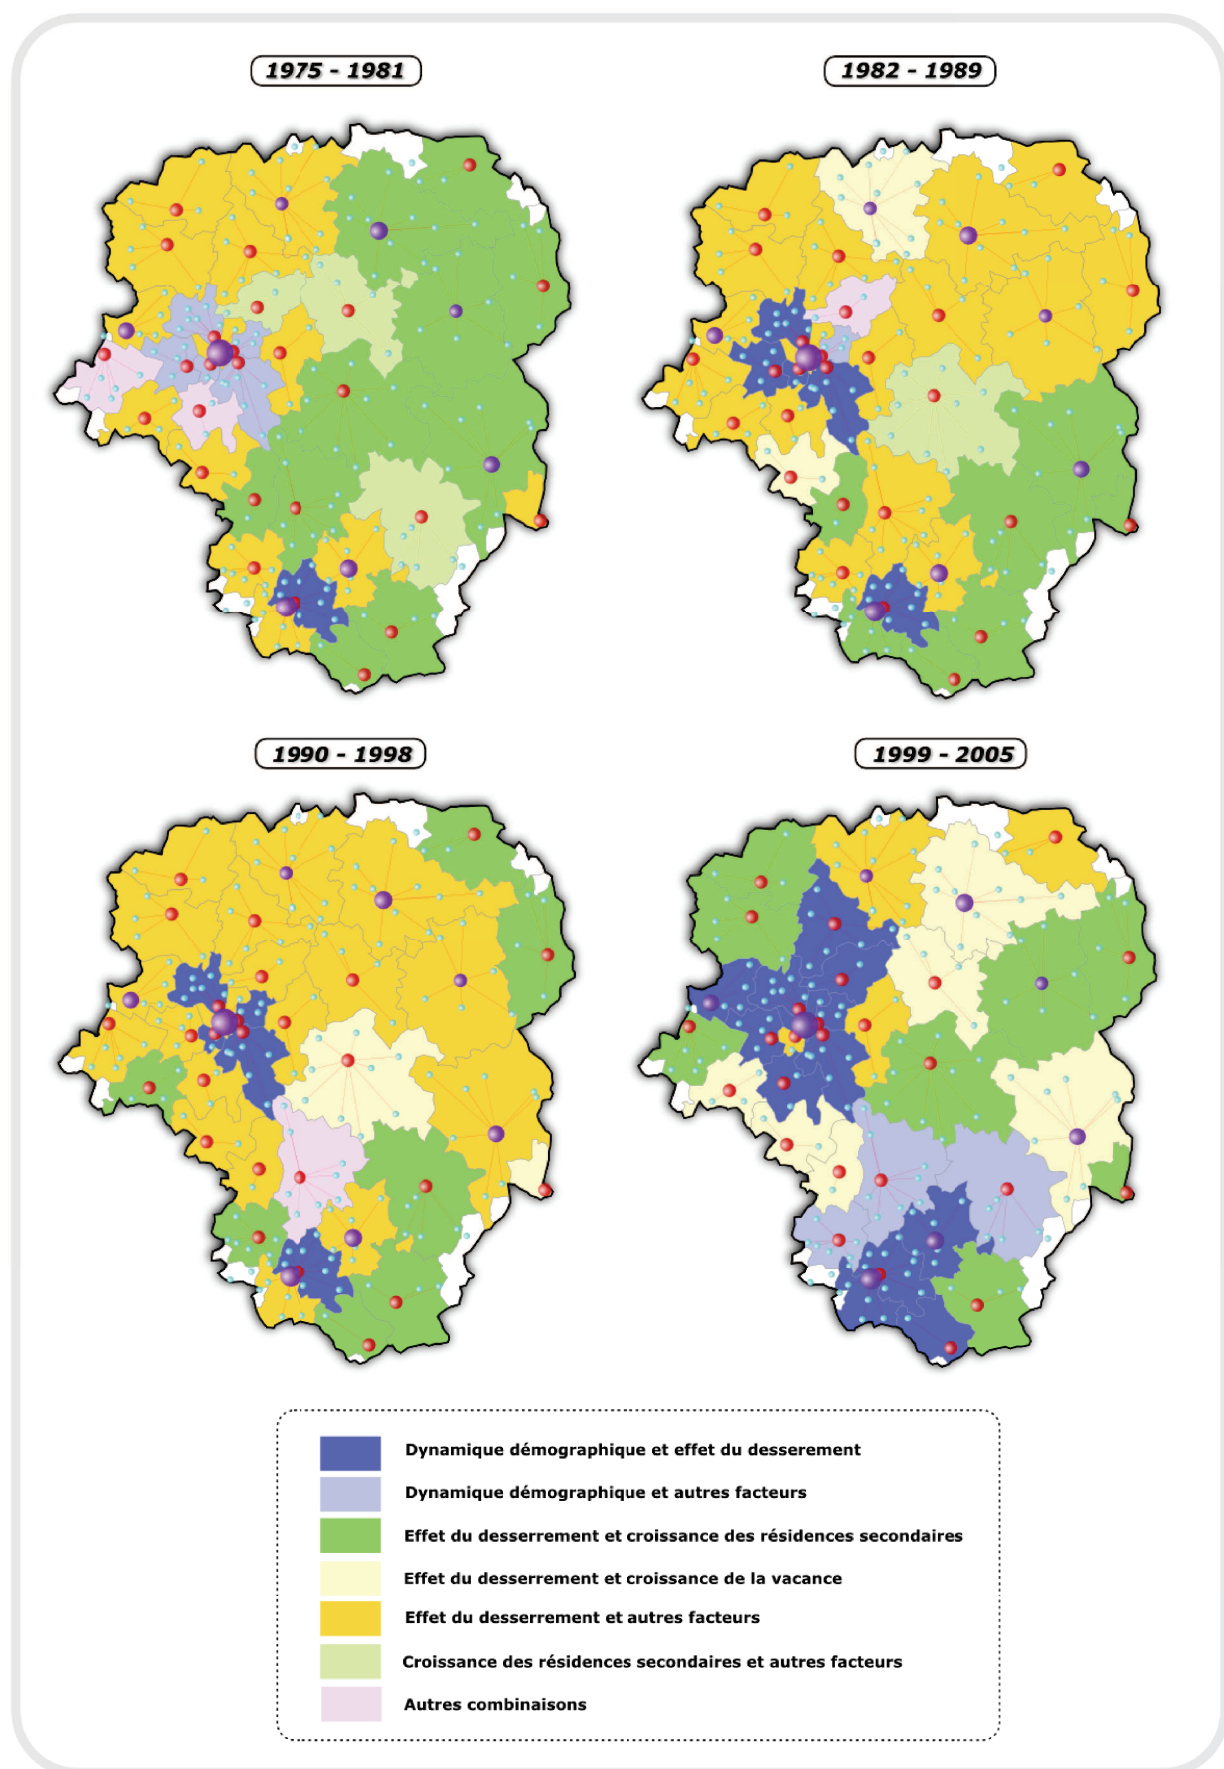 1975 - 1981
1982 - 1989
1990 - 1998
1999 - 2005
Dynamique démographique et effet du desserement
Dynamique démographique et autres facteurs
Effet du desserrement et croissance des résidences secondaires
Effet du desserrement et croissance de la vacance
Effet du desserrement et autres facteurs
Croissance des résidences secondaires et autres facteurs
Autres combinaisons